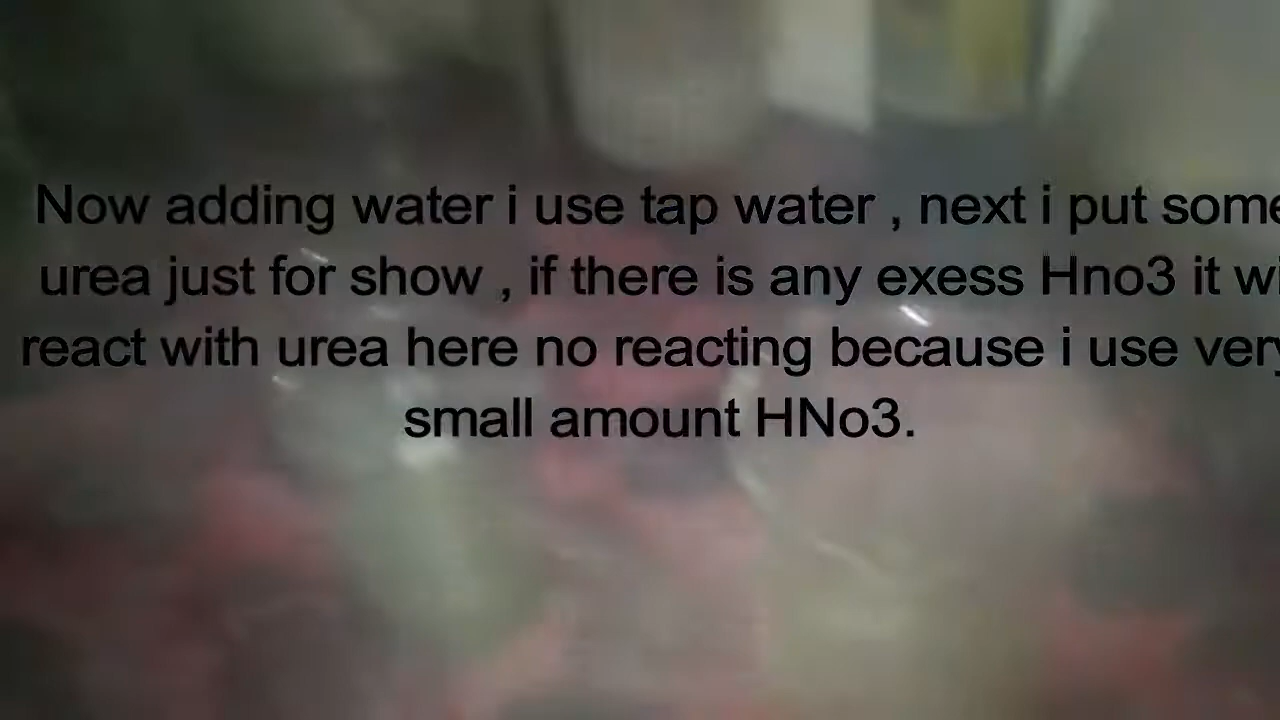 Now adding water i use tap water , next i put some
urea just for show , if there is any exess Hno3 it wi
react with urea here no reacting because i use very
small amount HNo3.